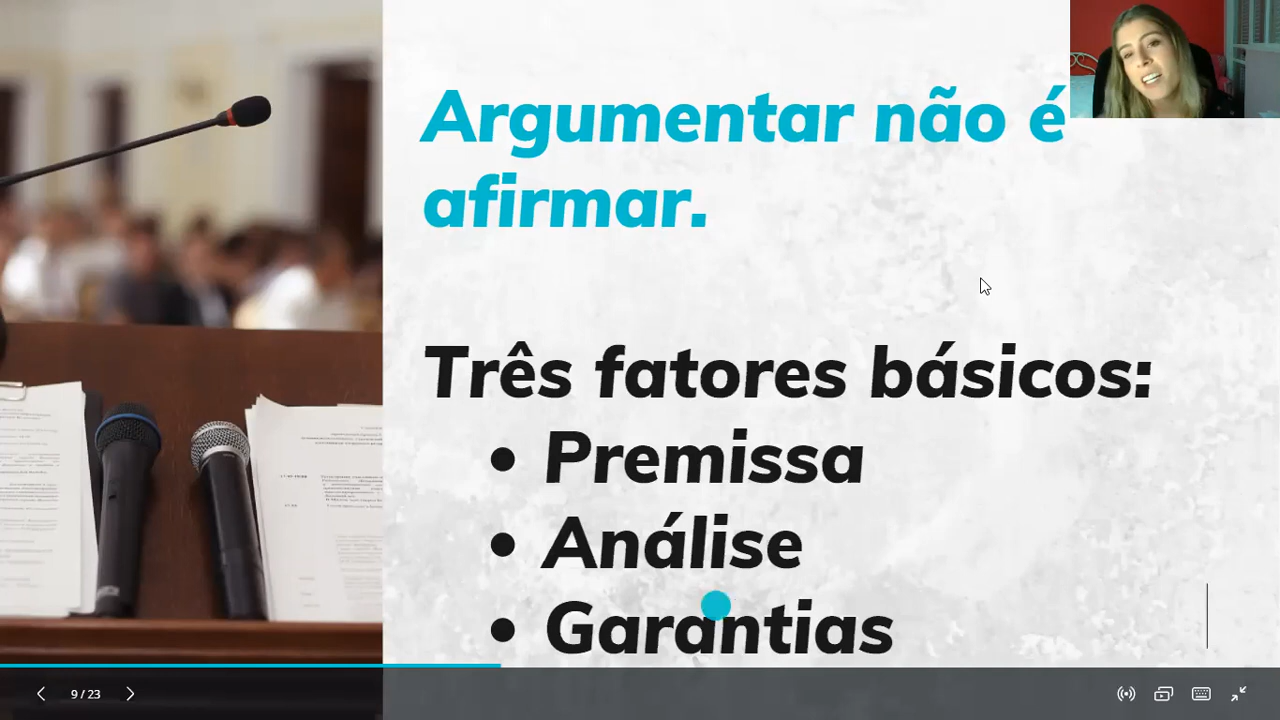 Argumentar não é
afirmar.
Três fatores básicos:
• Premissa
• Análise
• Garantias
9 / 23